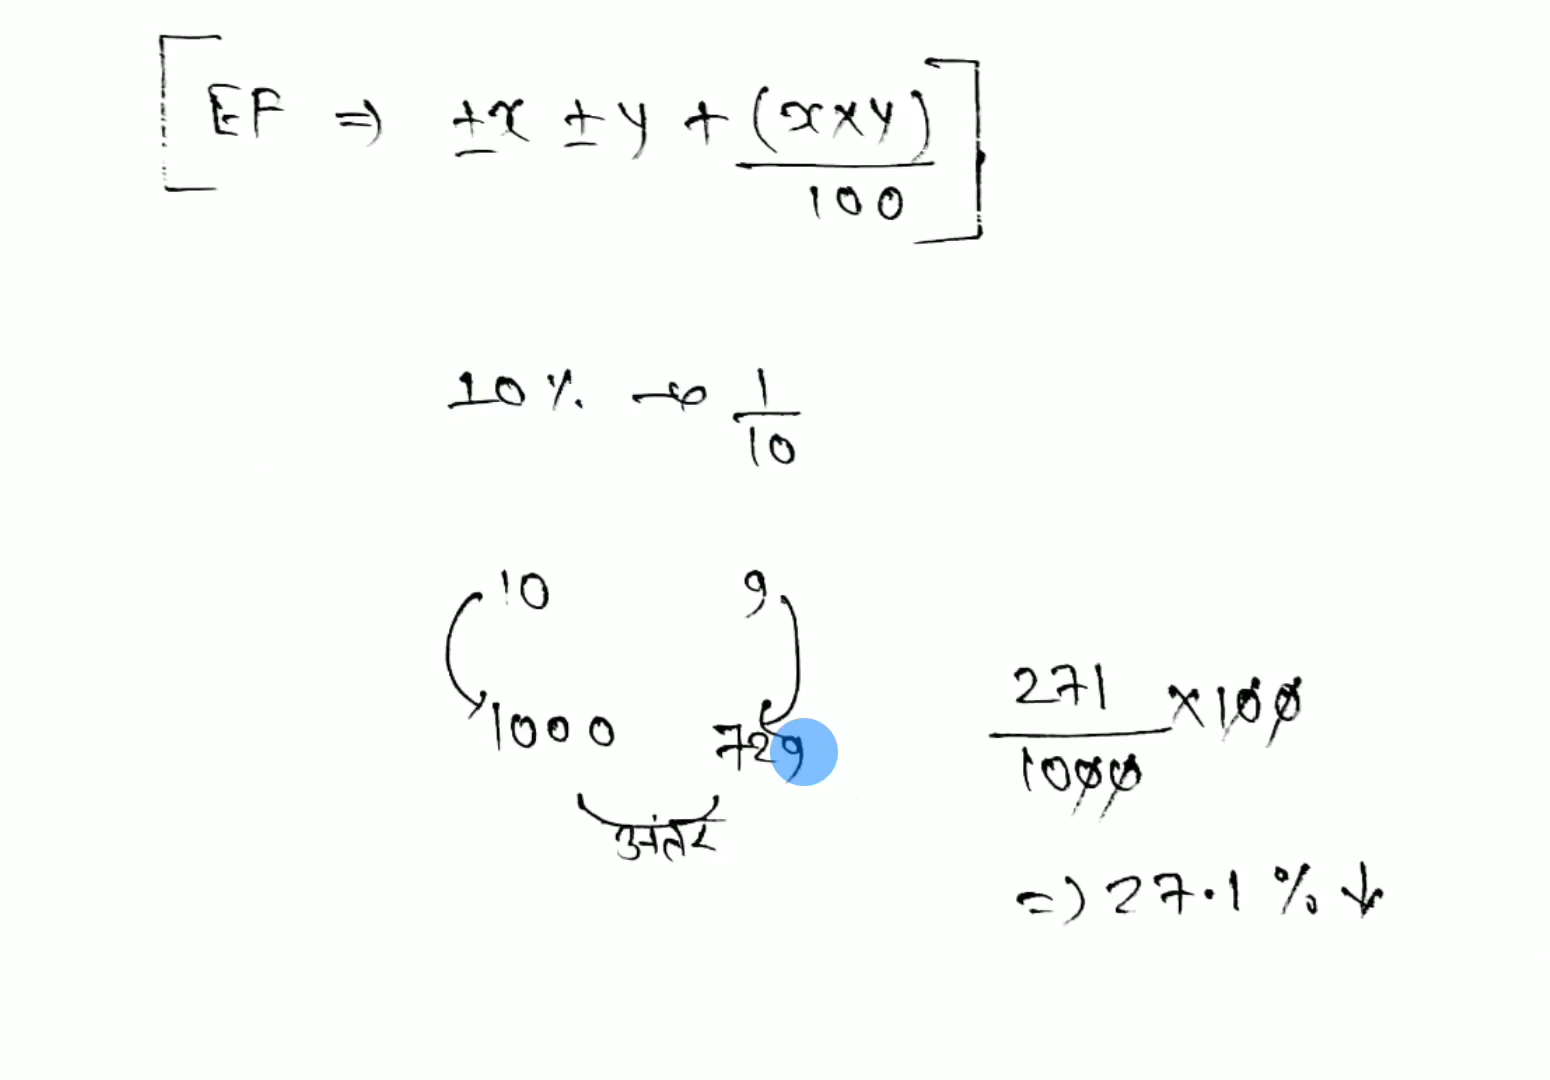 [EF ⇒ ±x ±y + (x×y)/100]
10% → 1/10
10 9
1000 729
अंतर
271/1000 ×100
⇒ 27.1% ↓